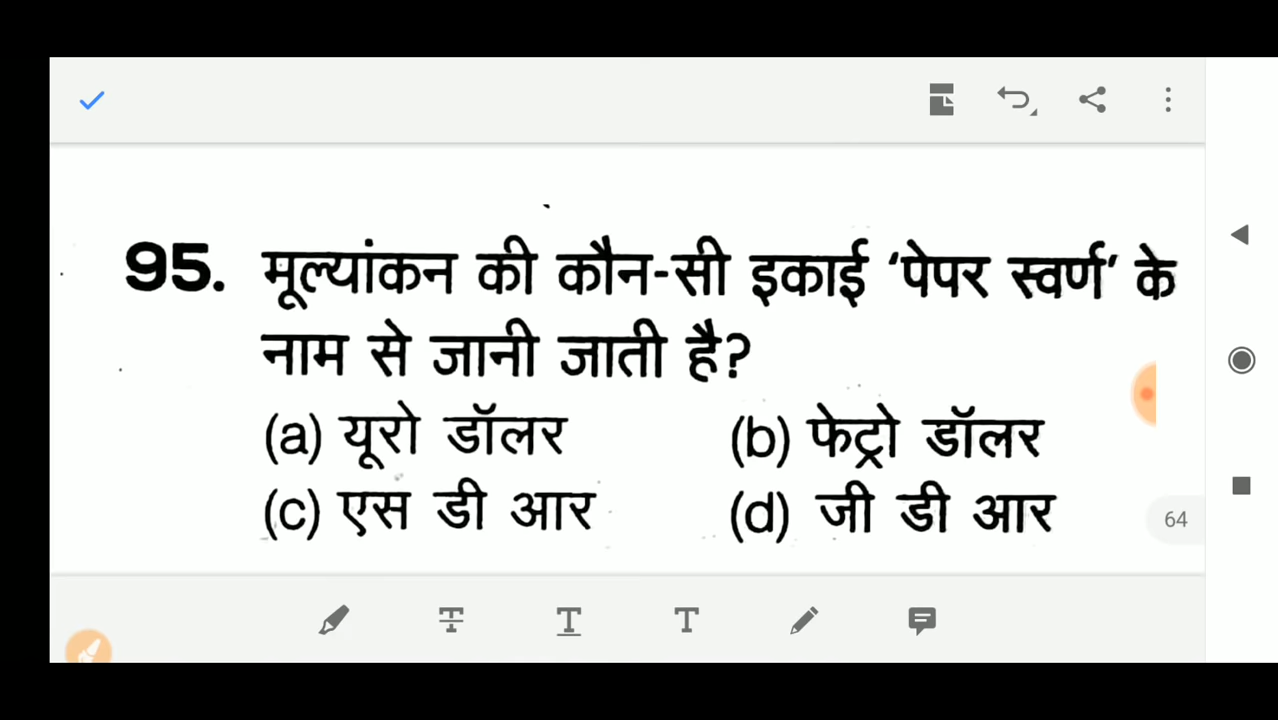 95. मूल्यांकन की कौन-सी इकाई ‘पेपर स्वर्ण’ के
नाम से जानी जाती है?
(a) यूरो डॉलर (b) फेट्रो डॉलर
(c) एस डी आर (d) जी डी आर
64